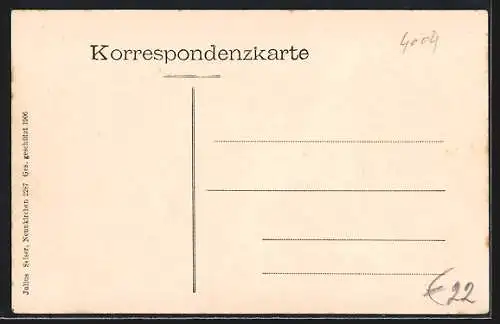 Korrespondenzkarte
4004
Julius Seiser, Neunkirchen 2287 Ges. geschützt 1906
€ 22